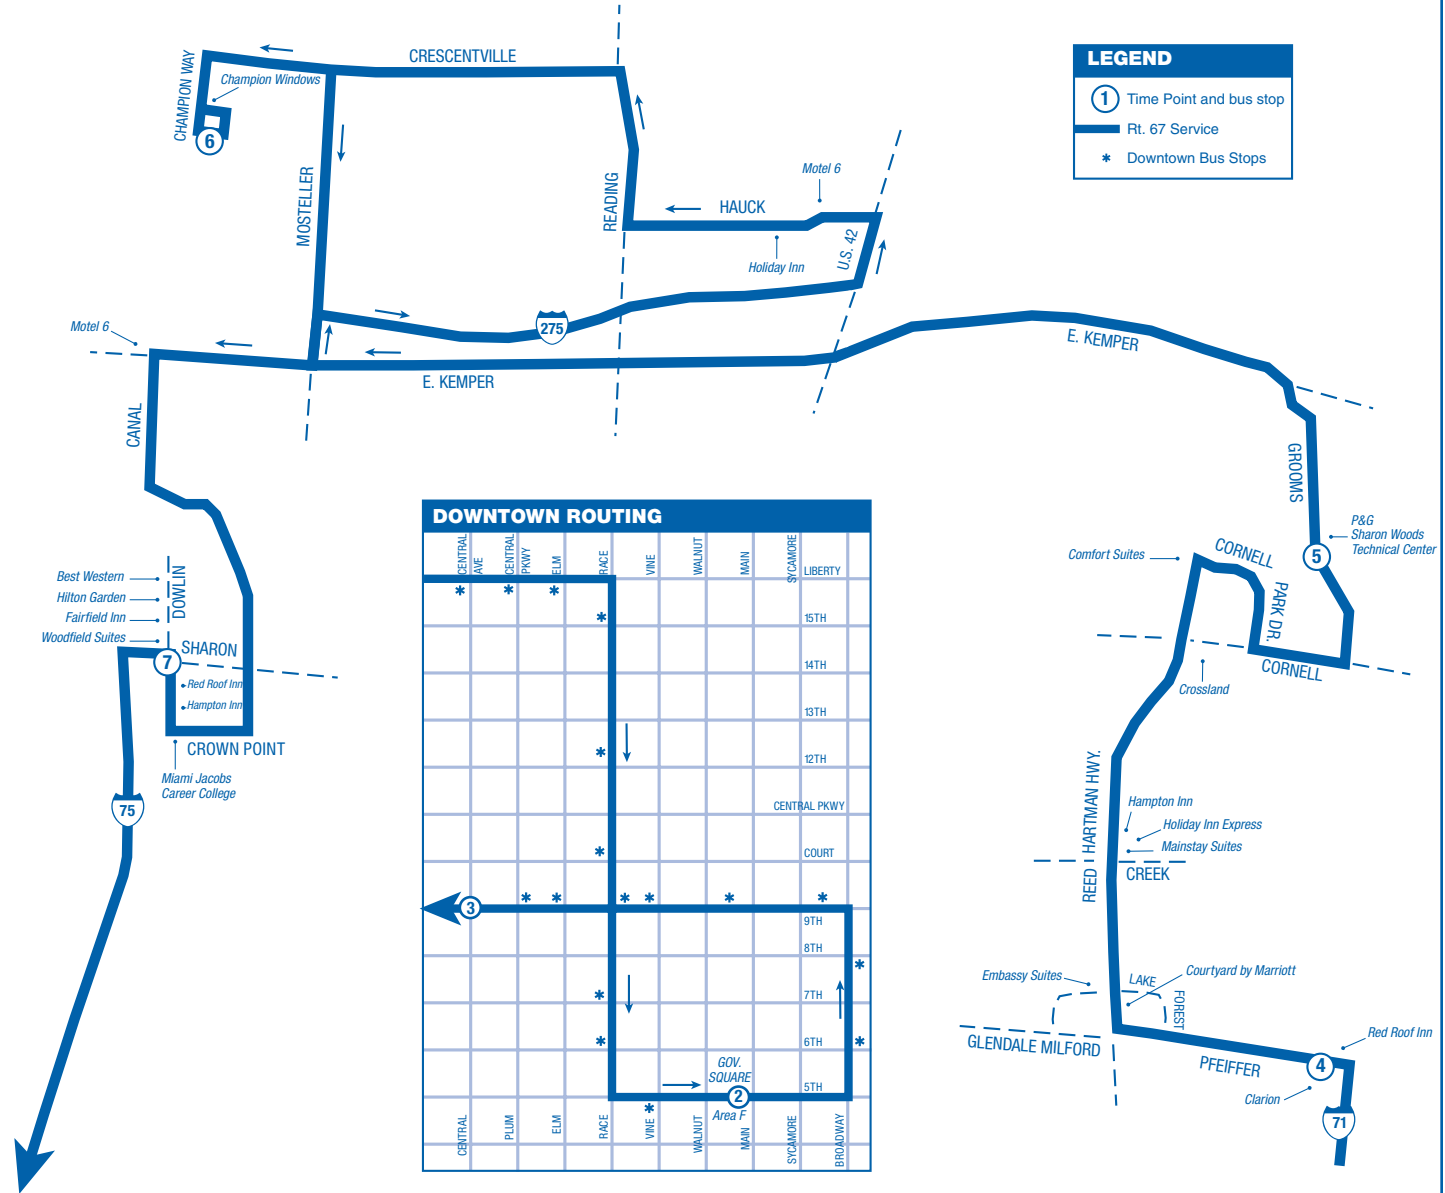 CRESCENTVILLE
CHAMPION WAY
Champion Windows
6
MOSTELLER
READING
Motel 6
HAUCK
Holiday Inn
U.S. 42
LEGEND
1 Time Point and bus stop
Rt. 67 Service
* Downtown Bus Stops
275
Motel 6
E. KEMPER
E. KEMPER
CANAL
GROOMS
P&G
Sharon Woods
Technical Center
5
CORNELL
Comfort Suites
PARK DR.
CORNELL
Crossland
Best Western
Hilton Garden
Fairfield Inn
Woodfield Suites
DOWLIN
SHARON
7
Red Roof Inn
Hampton Inn
CROWN POINT
Miami Jacobs
Career College
75
DOWNTOWN ROUTING
CENTRAL
AVE
CENTRAL
PKWY
ELM
RACE
VINE
WALNUT
MAIN
SYCAMORE
LIBERTY
15TH
14TH
13TH
12TH
CENTRAL PKWY
COURT
3
9TH
8TH
7TH
6TH
GOV.
SQUARE
5TH
2
Area F
CENTRAL
PLUM
ELM
RACE
VINE
WALNUT
MAIN
SYCAMORE
BROADWAY
REED HARTMAN HWY.
Hampton Inn
Holiday Inn Express
Mainstay Suites
CREEK
Embassy Suites
LAKE
FOREST
Courtyard by Marriott
GLENDALE MILFORD
PFEIFFER
Red Roof Inn
4
Clarion
71